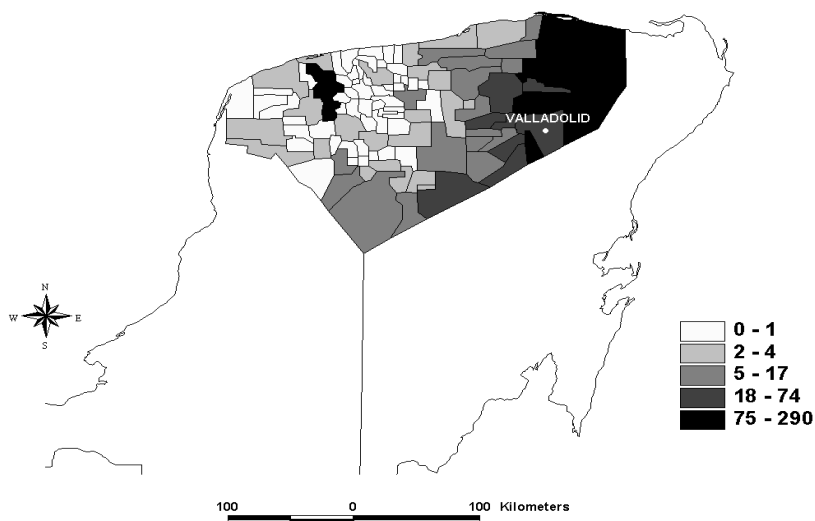 VALLADOLID
N
W E
S
0 - 1
2 - 4
5 - 17
18 - 74
75 - 290
100 0 100 Kilometers